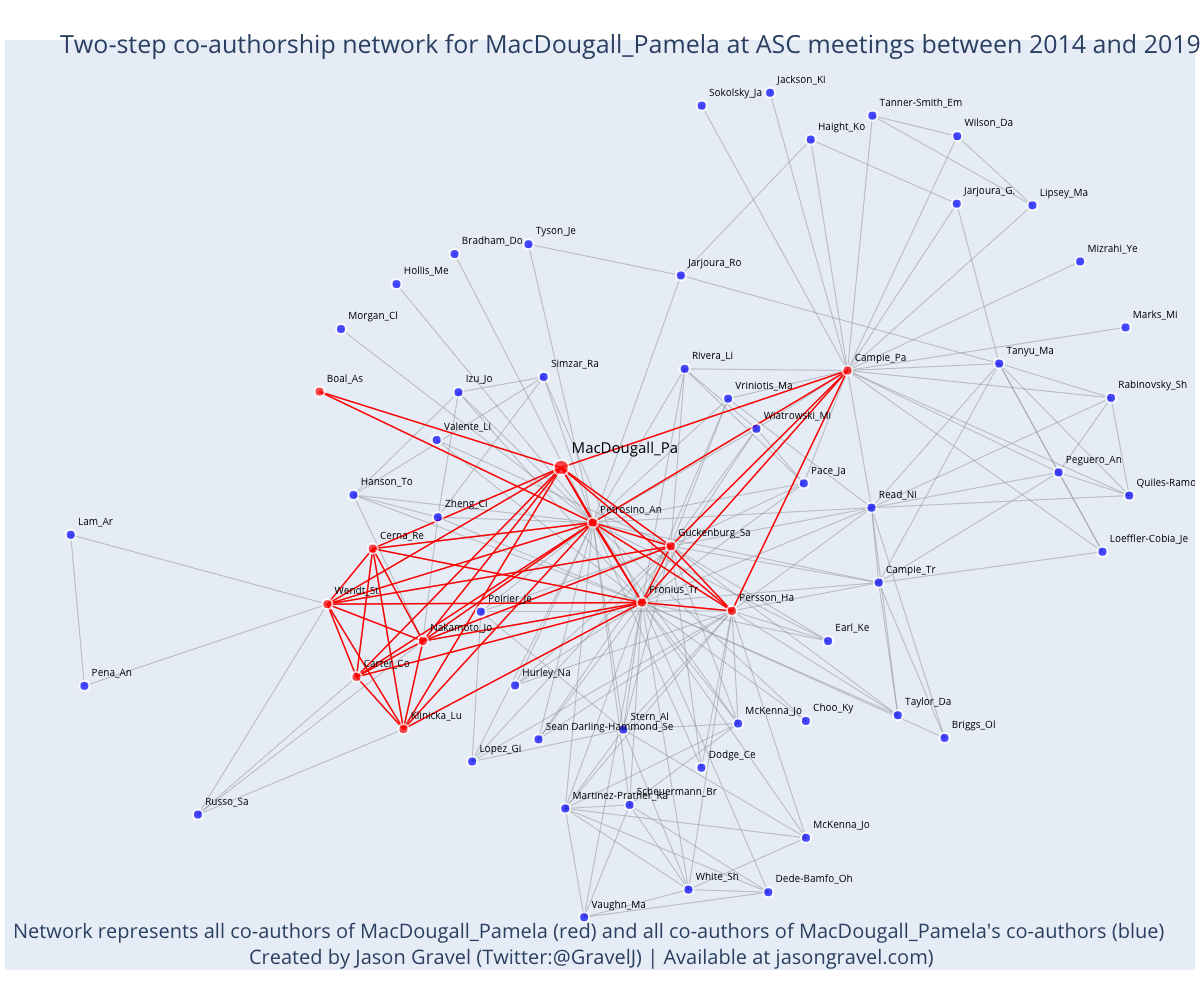 Two-step co-authorship network for MacDougall_Pamela at ASC meetings between 2014 and 2019
Jackson_Ki
Sokolsky_Ja
Tanner-Smith_Em
Haight_Ko
Wilson_Da
Jarjoura_G.
Lipsey_Ma
Tyson_Je
Bradham_Do
Mizrahi_Ye
Jarjoura_Ro
Hollis_Me
Morgan_Cl
Marks_Mi
Tanyu_Ma
Campie_Pa
Rivera_Li
Simzar_Ra
Boal_As
Izu_Jo
Vriniotis_Ma
Rabinovsky_Sh
Wiatrowski_Mi
Valente_Li
MacDougall_Pa
Peguero_An
Pace_Ja
Hanson_To
Quiles-Ramo
Read_Ni
Zheng_Cl
Petrosino_An
Lam_Ar
Cerna_Re
Guckenburg_Sa
Loeffler-Cobia_Je
Campie_Tr
Wendt_St
Fronius_Tr
Poirier_Je
Persson_Ha
Nakamoto_Jo
Earl_Ke
Carter_Co
Pena_An
Hurley_Na
Taylor_Da
Klinicka_Lu
Stern_Al
McKenna_Jo
Choo_Ky
Sean Darling-Hammond_Se
Briggs_Ol
Lopez_Gi
Dodge_Ce
Martinez-Prather_Ka
Scheuermann_Br
Russo_Sa
McKenna_Jo
White_Sh
Dede-Bamfo_Oh
Vaughn_Ma
Network represents all co-authors of MacDougall_Pamela (red) and all co-authors of MacDougall_Pamela's co-authors (blue)
Created by Jason Gravel (Twitter:@GravelJ) | Available at jasongravel.com)